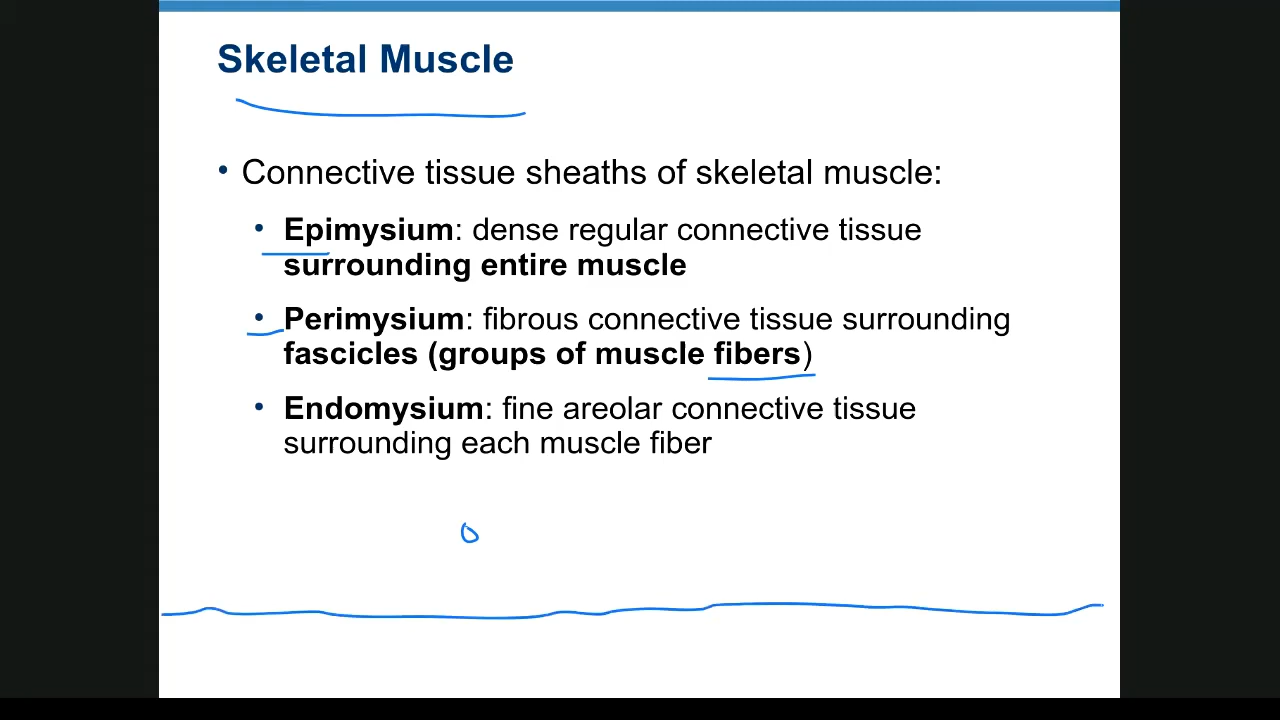 Skeletal Muscle
• Connective tissue sheaths of skeletal muscle:
• Epimysium: dense regular connective tissue
surrounding entire muscle
• Perimysium: fibrous connective tissue surrounding
fascicles (groups of muscle fibers)
• Endomysium: fine areolar connective tissue
surrounding each muscle fiber